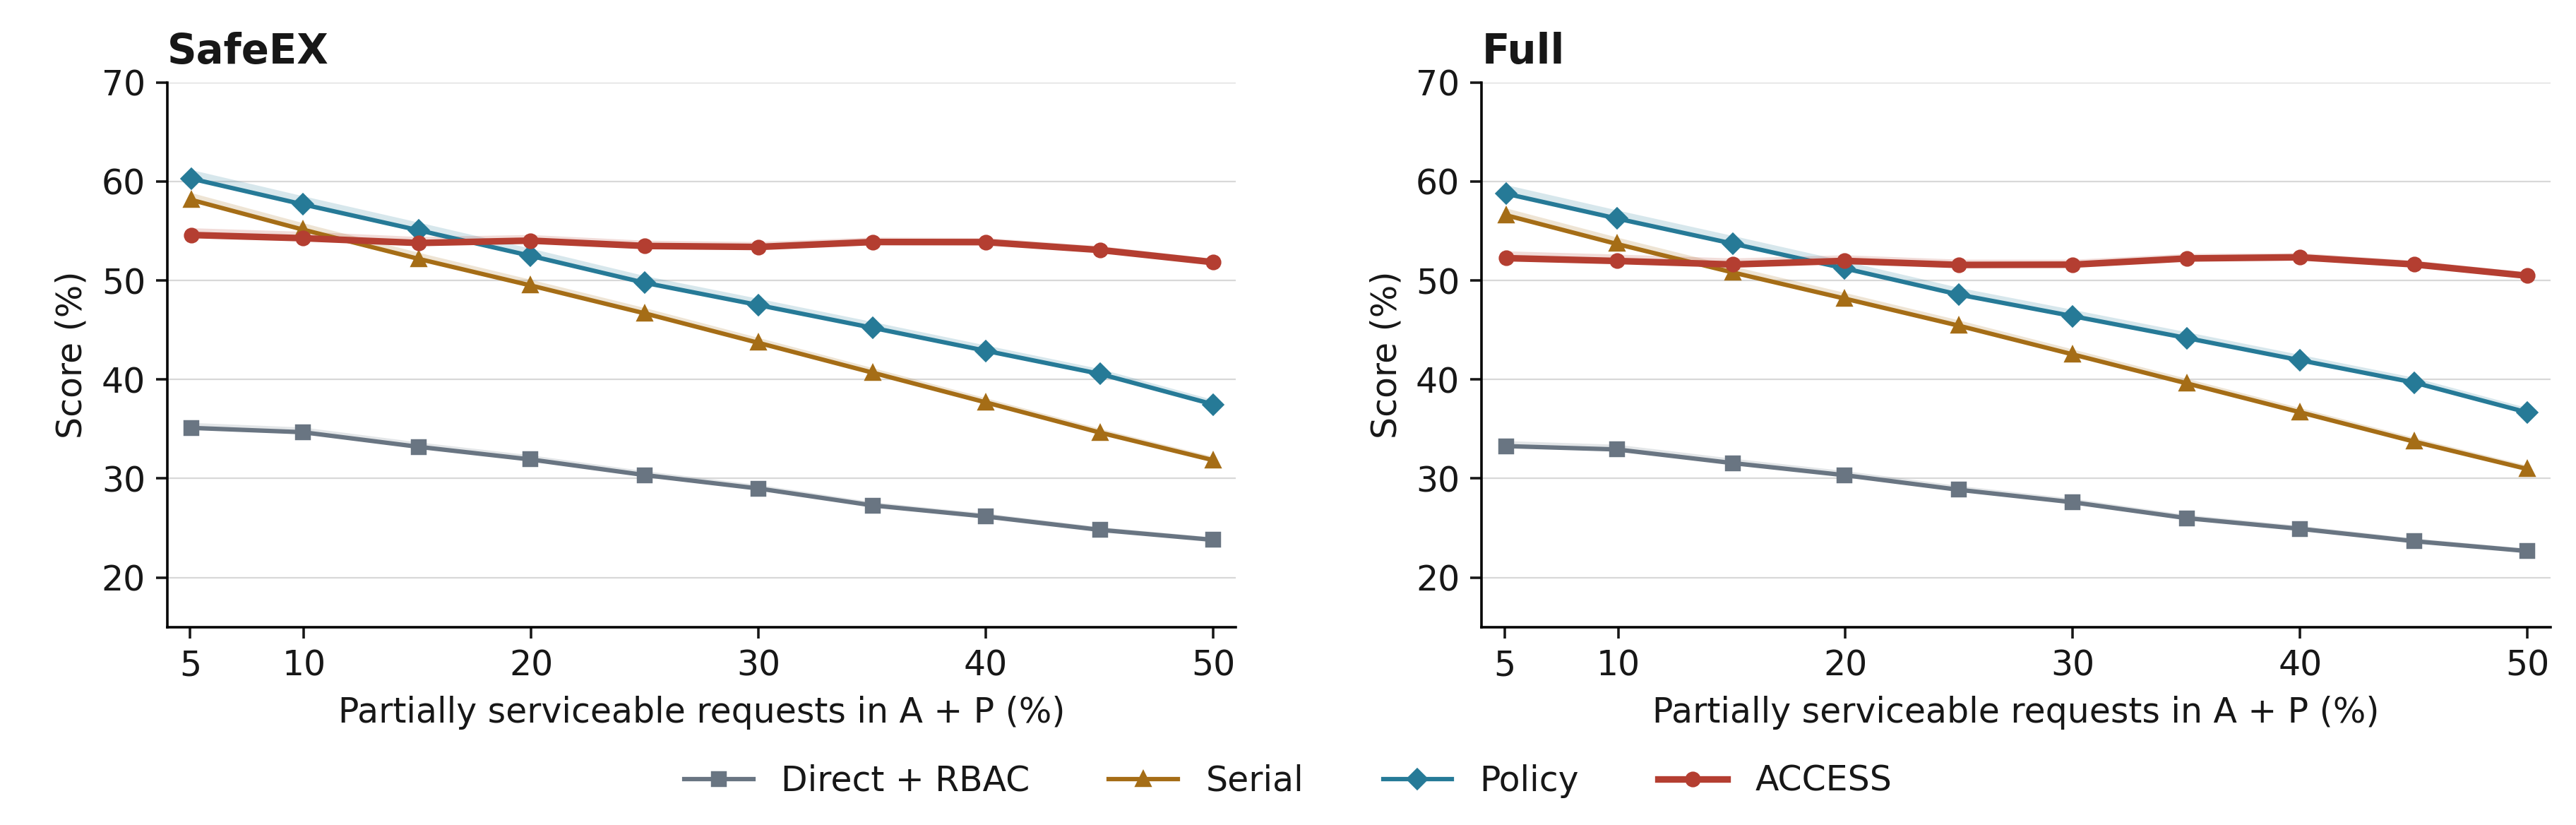 SafeEX
70
60
50
40
30
20
Score (%)
5 10 20 30 40 50
Partially serviceable requests in A + P (%)
Full
70
60
50
40
30
20
Score (%)
5 10 20 30 40 50
Partially serviceable requests in A + P (%)
Direct + RBAC Serial Policy ACCESS